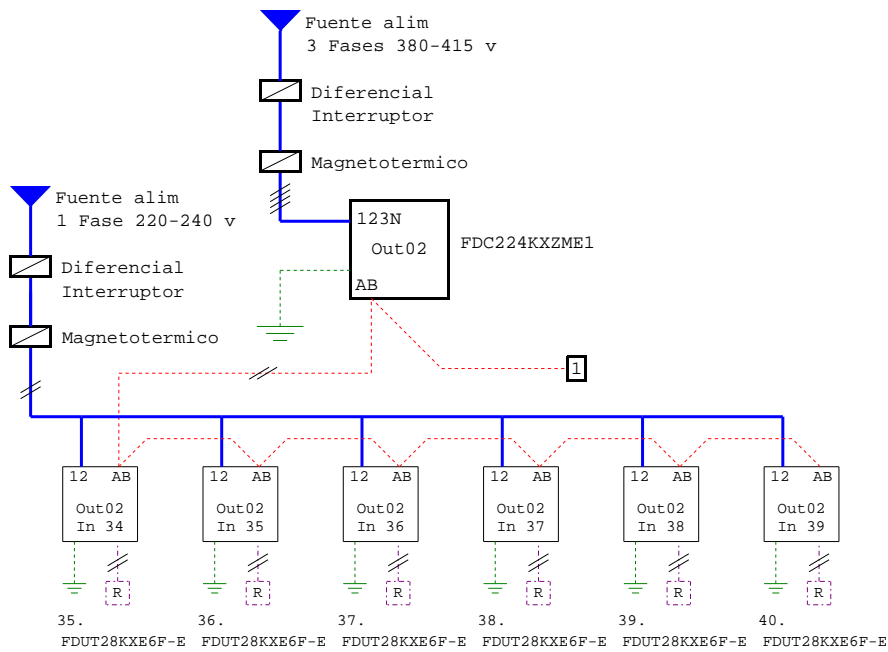 Fuente alim
3 Fases 380-415 v
Diferencial
Interruptor
Magnetotermico
Fuente alim
1 Fase 220-240 v
123N
Out02
AB
FDC224KXZME1
Diferencial
Interruptor
Magnetotermico
1
12 AB 12 AB 12 AB 12 AB 12 AB 12 AB
Out02 Out02 Out02 Out02 Out02 Out02
In 34 In 35 In 36 In 37 In 38 In 39
R R R R R R
35. 36. 37. 38. 39. 40.
FDUT28KXE6F-E FDUT28KXE6F-E FDUT28KXE6F-E FDUT28KXE6F-E FDUT28KXE6F-E FDUT28KXE6F-E